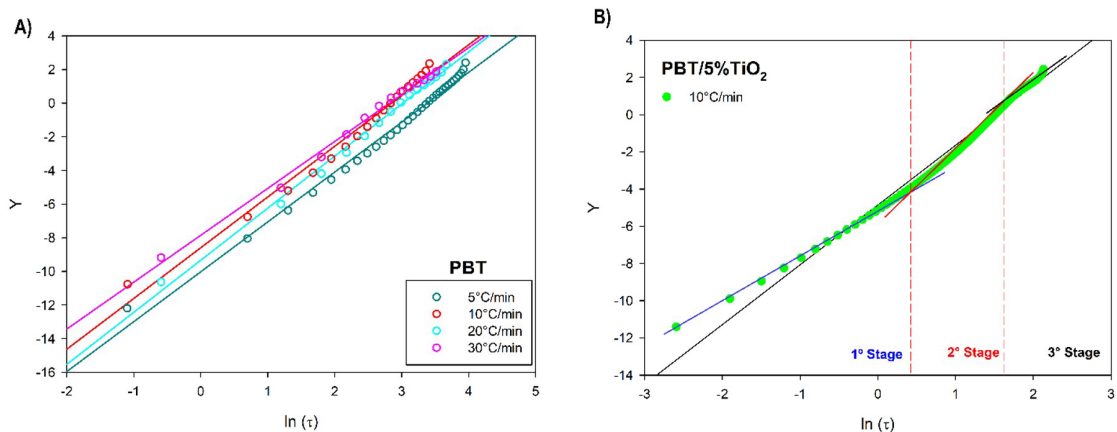 A)
4
2
0
-2
-4
-6
-8
-10
-12
-14
-16
Y
PBT
5°C/min
10°C/min
20°C/min
30°C/min
-2 -1 0 1 2 3 4 5
ln (τ)
B)
4
2
0
-2
-4
-6
-8
-10
-12
-14
Y
PBT/5%TiO₂
10°C/min
1º Stage 2° Stage 3° Stage
-3 -2 -1 0 1 2 3
ln (τ)